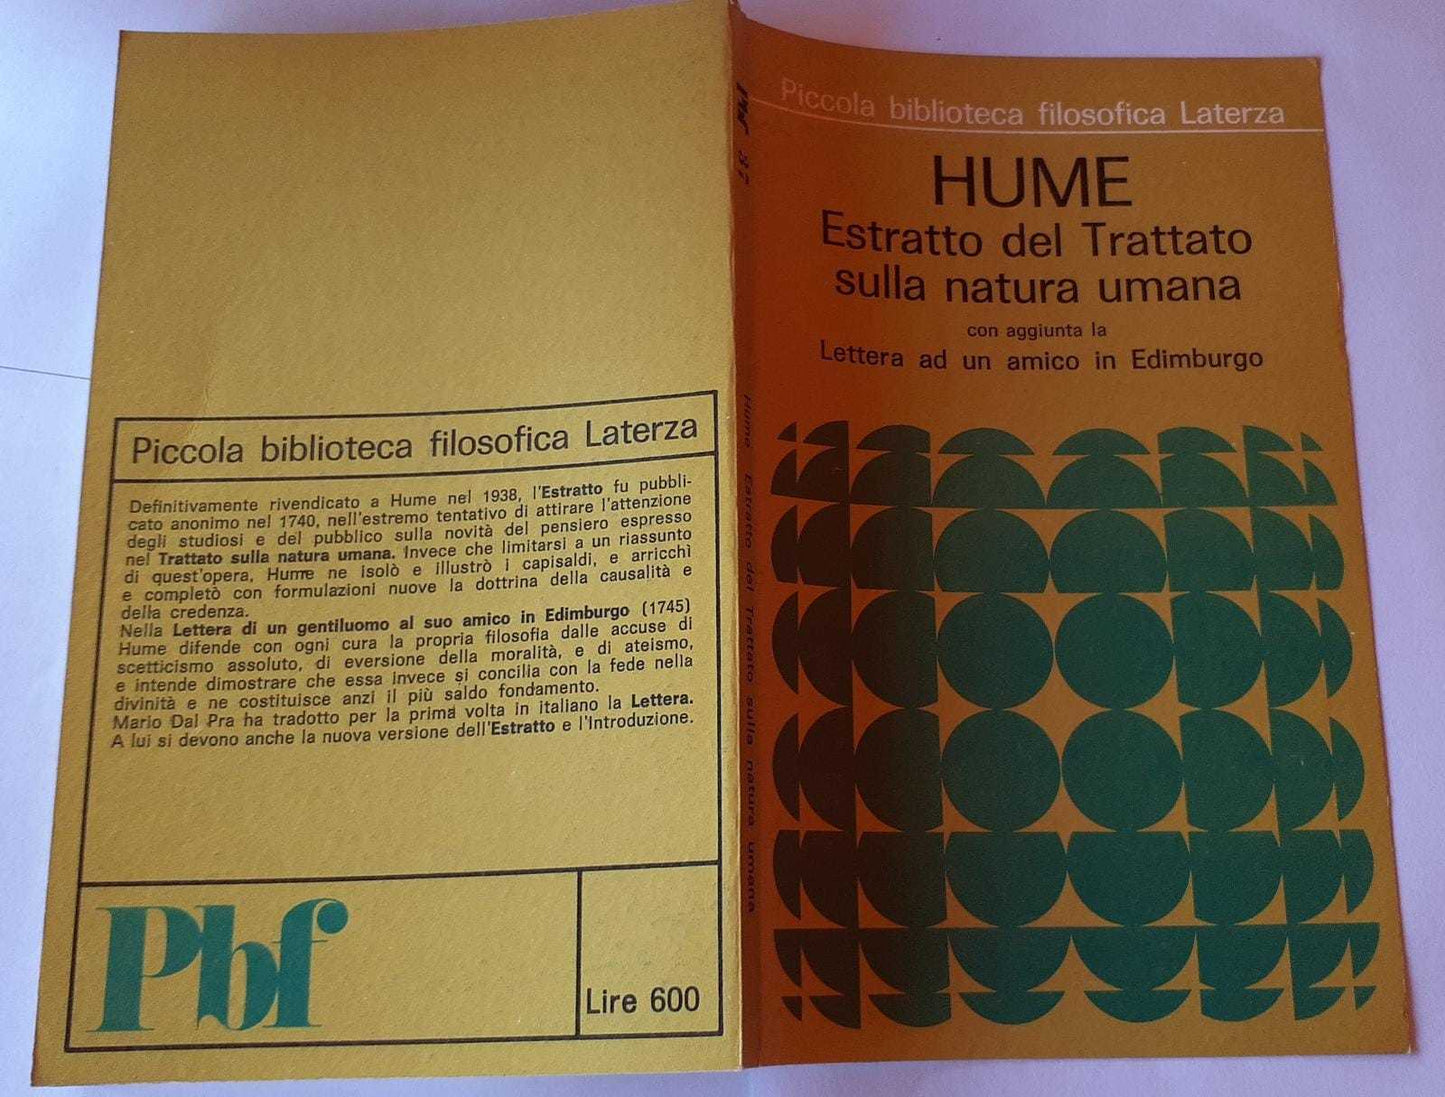 Piccola biblioteca filosofica Laterza
Definitivamente rivendicato a Hume nel 1938, l'Estratto fu pubbli-
cato anonimo nel 1740, nell'estremo tentativo di attirare l'attenzione
degli studiosi e del pubblico sulla novità del pensiero espresso
nel Trattato sulla natura umana. Invece che limitarsi a un riassunto
di quest'opera, Hume ne isolò e illustrò i capisaldi, e arricchì
e completò con formulazioni nuove la dottrina della causalità e
della credenza.
Nella Lettera di un gentiluomo al suo amico in Edimburgo (1745)
Hume difende con ogni cura la propria filosofia dalle accuse di
scetticismo assoluto, di eversione della moralità, e di ateismo,
e intende dimostrare che essa invece si concilia con la fede nella
divinità e ne costituisce anzi il più saldo fondamento.
Mario Dal Pra ha tradotto per la prima volta in italiano la Lettera.
A lui si devono anche la nuova versione dell'Estratto e l'Introduzione.
Pbf
Lire 600
Pbf
Hume Estratto del Trattato sulla natura umana
Piccola biblioteca filosofica Laterza
HUME
Estratto del Trattato
sulla natura umana
con aggiunta la
Lettera ad un amico in Edimburgo